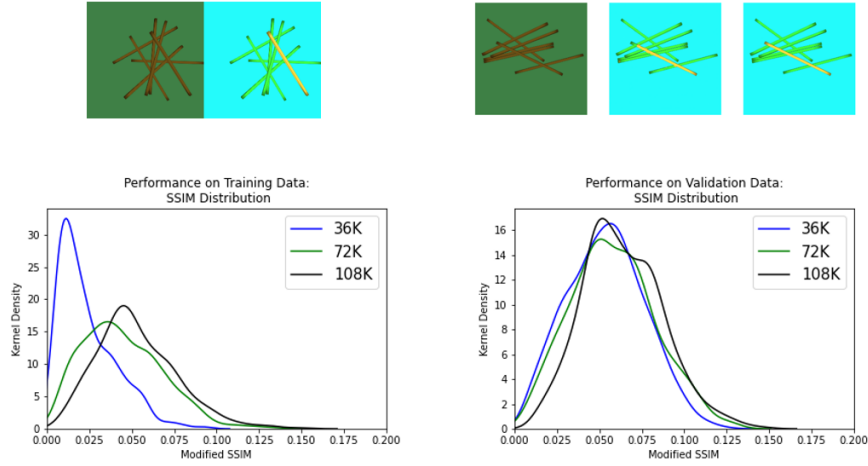 Performance on Training Data:
SSIM Distribution
36K
72K
108K
Kernel Density
30
25
20
15
10
5
0
0.000 0.025 0.050 0.075 0.100 0.125 0.150 0.175 0.200
Modified SSIM
Performance on Validation Data:
SSIM Distribution
36K
72K
108K
Kernel Density
16
14
12
10
8
6
4
2
0
0.000 0.025 0.050 0.075 0.100 0.125 0.150 0.175 0.200
Modified SSIM